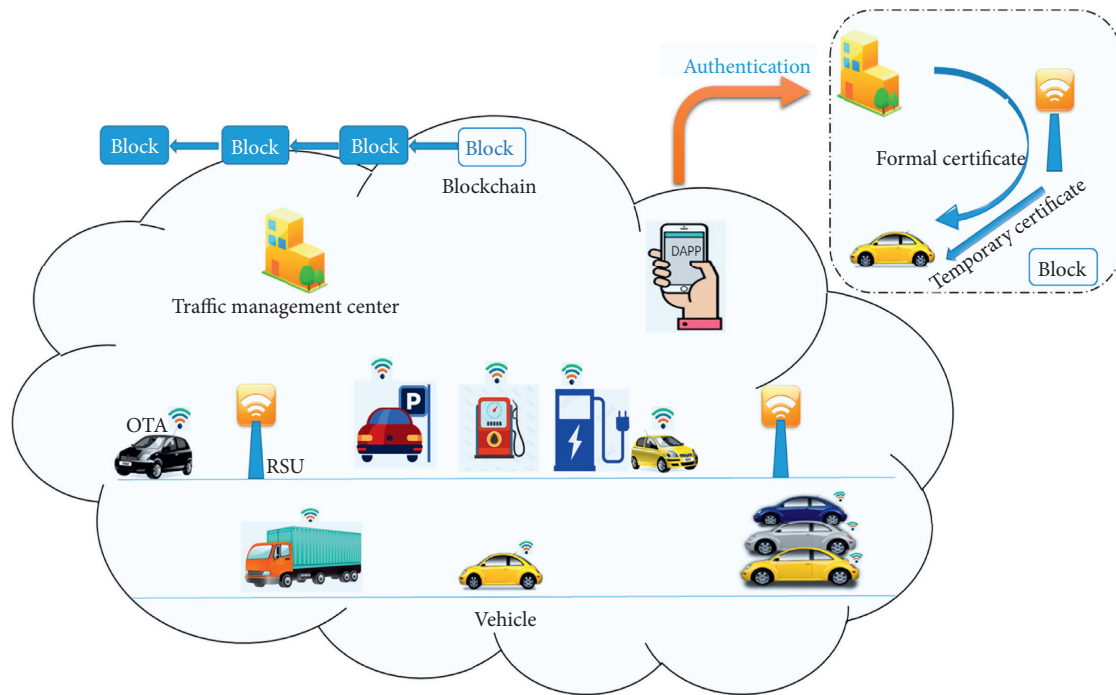 Authentication
Formal certificate
Temporary certificate
Block
Block
Block
Block
Block
Blockchain
DAPP
Traffic management center
P
OTA
RSU
Vehicle